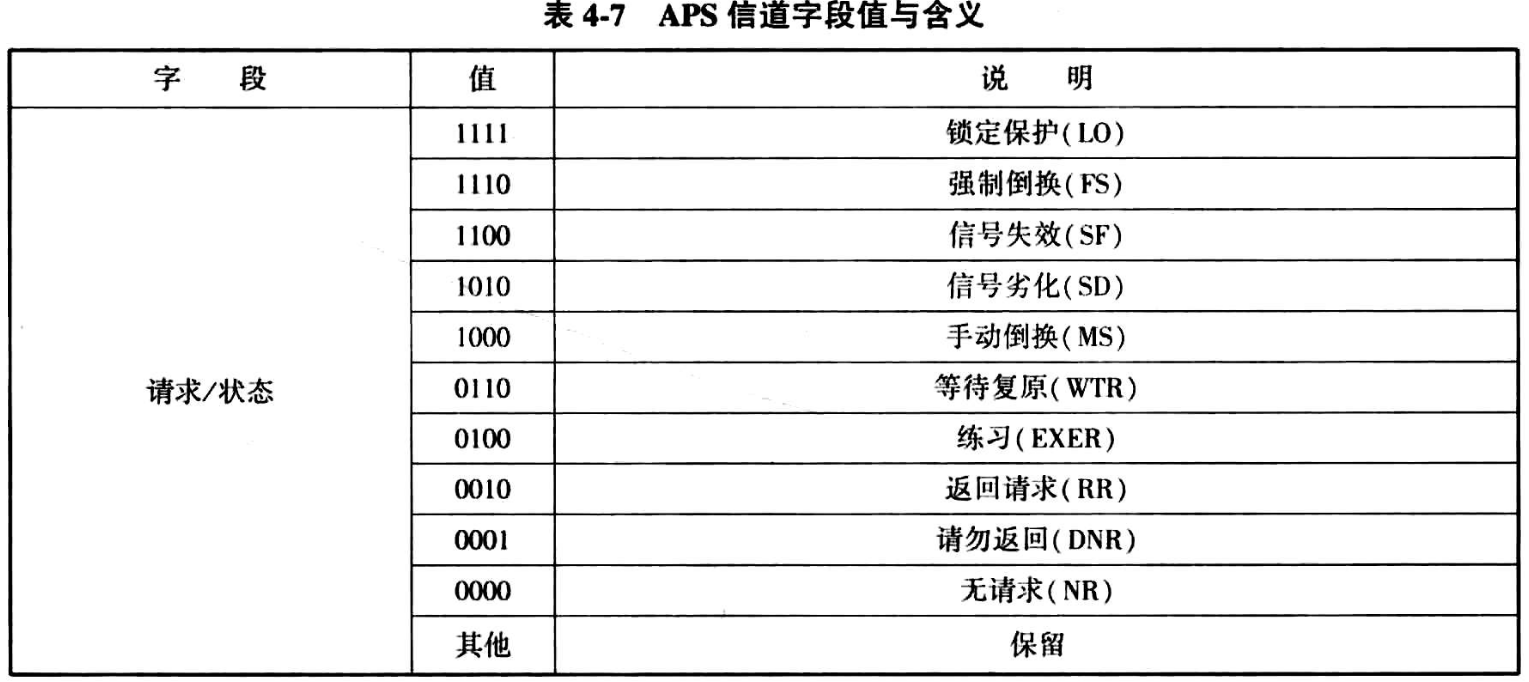 表 4-7 APS 信道字段值与含义
字 段 值 说 明
1111 锁定保护(LO)
1110 强制倒换(FS)
1100 信号失效(SF)
1010 信号劣化(SD)
1000 手动倒换(MS)
请求/状态 0110 等待复原(WTR)
0100 练习(EXER)
0010 返回请求(RR)
0001 请勿返回(DNR)
0000 无请求(NR)
其他 保留